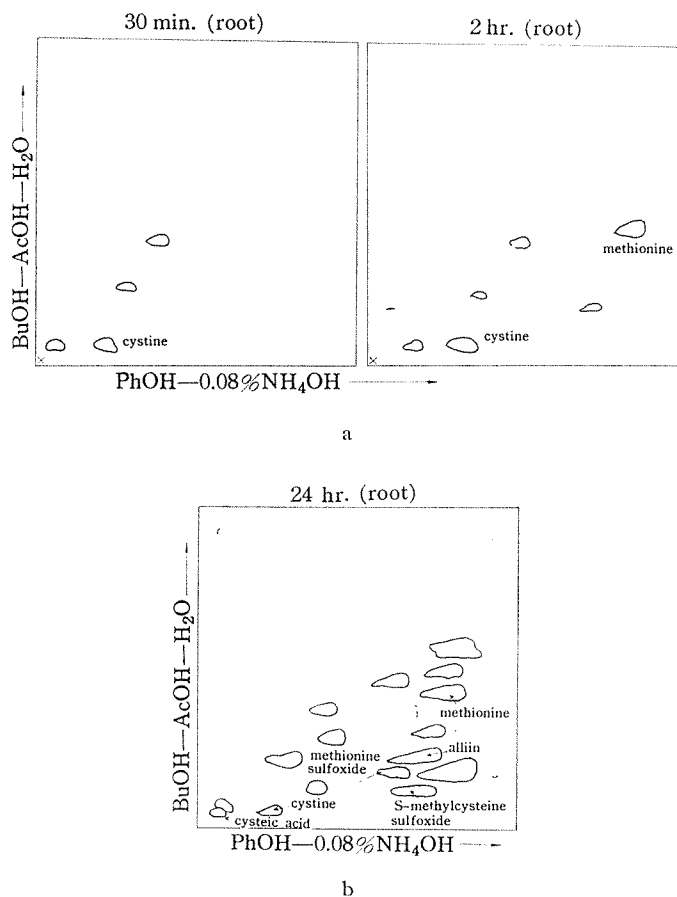 30 min. (root)
2 hr. (root)
BuOH—AcOH—H₂O
methionine
cystine
cystine
PhOH—0.08%NH₄OH
a
24 hr. (root)
BuOH—AcOH—H₂O
methionine
alliin
methionine
sulfoxide
cystine
S-methylcysteine
sulfoxide
cysteic acid
PhOH—0.08%NH₄OH
b